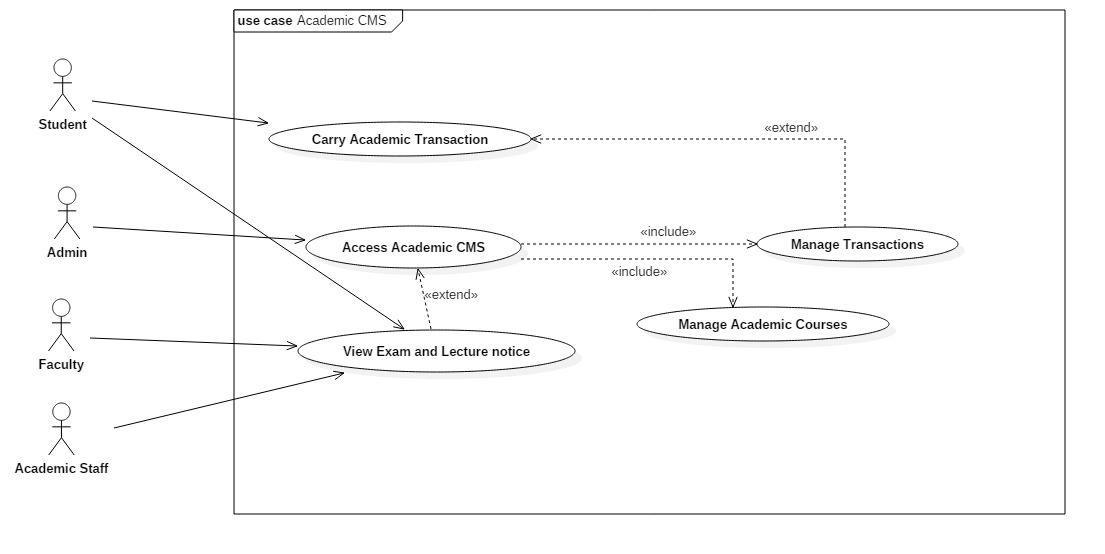 use case Academic CMS
Student
Carry Academic Transaction
«extend»
Admin
Access Academic CMS
«include»
Manage Transactions
«include»
«extend»
Manage Academic Courses
Faculty
View Exam and Lecture notice
Academic Staff